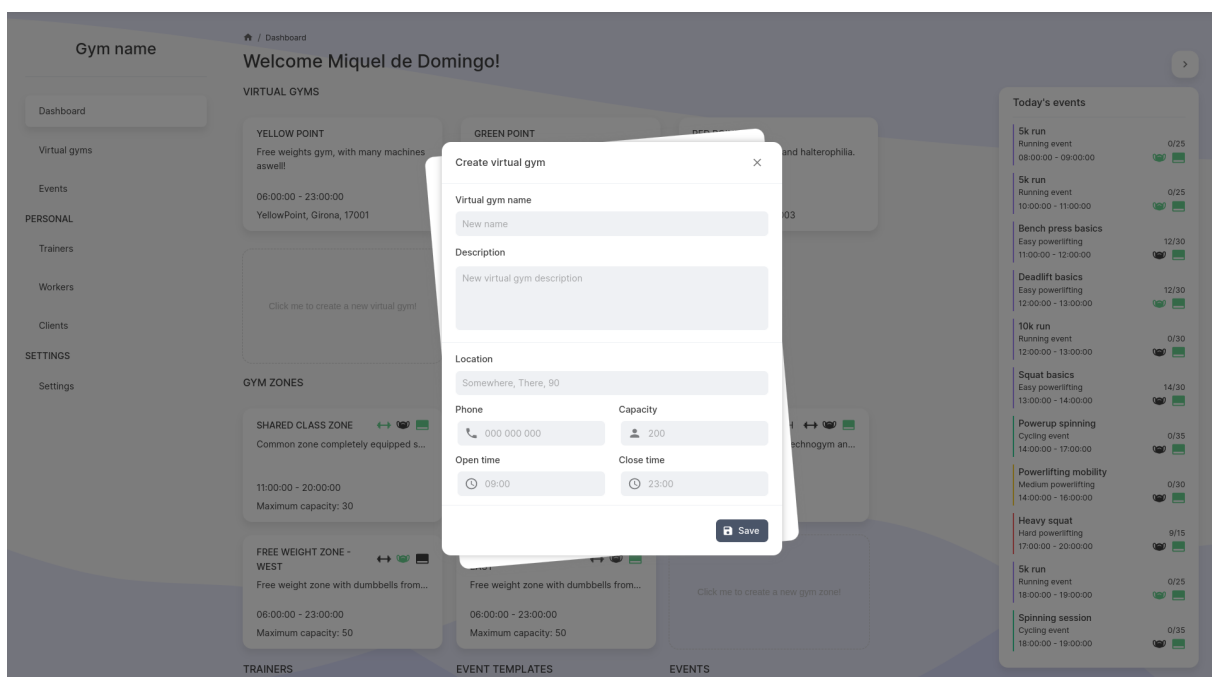 Gym name
Dashboard
Virtual gyms
Events
PERSONAL
Trainers
Workers
Clients
SETTINGS
Settings
/ Dashboard
Welcome Miquel de Domingo!
VIRTUAL GYMS
YELLOW POINT
Free weights gym, with many machines
aswell!
06:00:00 - 23:00:00
YellowPoint, Girona, 17001
GREEN POINT
and halterophilia.
03
Click me to create a new virtual gym!
GYM ZONES
SHARED CLASS ZONE
Common zone completely equipped s...
11:00:00 - 20:00:00
Maximum capacity: 30
H
echnogym an...
FREE WEIGHT ZONE -
WEST
Free weight zone with dumbbells from...
06:00:00 - 23:00:00
Maximum capacity: 50
Free weight zone with dumbbells from...
06:00:00 - 23:00:00
Maximum capacity: 50
Click me to create a new gym zone!
TRAINERS
EVENT TEMPLATES
EVENTS
Create virtual gym
Virtual gym name
New name
Description
New virtual gym description
Location
Somewhere, There, 90
Phone
Capacity
000 000 000
200
Open time
Close time
09:00
23:00
Save
Today's events
5k run
Running event 0/25
08:00:00 - 09:00:00
5k run
Running event 0/25
10:00:00 - 11:00:00
Bench press basics
Easy powerlifting 12/30
11:00:00 - 12:00:00
Deadlift basics
Easy powerlifting 12/30
12:00:00 - 13:00:00
10k run
Running event 0/30
12:00:00 - 13:00:00
Squat basics
Easy powerlifting 14/30
13:00:00 - 14:00:00
Powerup spinning
Cycling event 0/35
14:00:00 - 17:00:00
Powerlifting mobility
Medium powerlifting 0/30
14:00:00 - 16:00:00
Heavy squat
Hard powerlifting 9/15
17:00:00 - 20:00:00
5k run
Running event 0/25
18:00:00 - 19:00:00
Spinning session
Cycling event 0/35
18:00:00 - 19:00:00